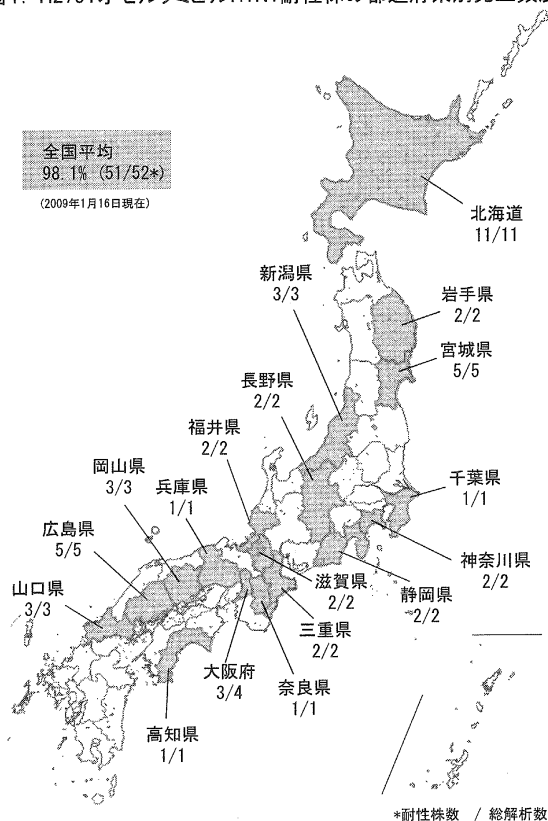 全国平均
98.1% (51/52*)
(2009年1月16日現在)
北海道
11/11
新潟県
3/3
岩手県
2/2
宮城県
5/5
長野県
2/2
福井県
2/2
岡山県
3/3
兵庫県
1/1
千葉県
1/1
広島県
5/5
神奈川県
2/2
山口県
3/3
滋賀県
2/2
静岡県
2/2
三重県
2/2
大阪府
3/4
奈良県
1/1
高知県
1/1
*耐性株数 / 総解析数